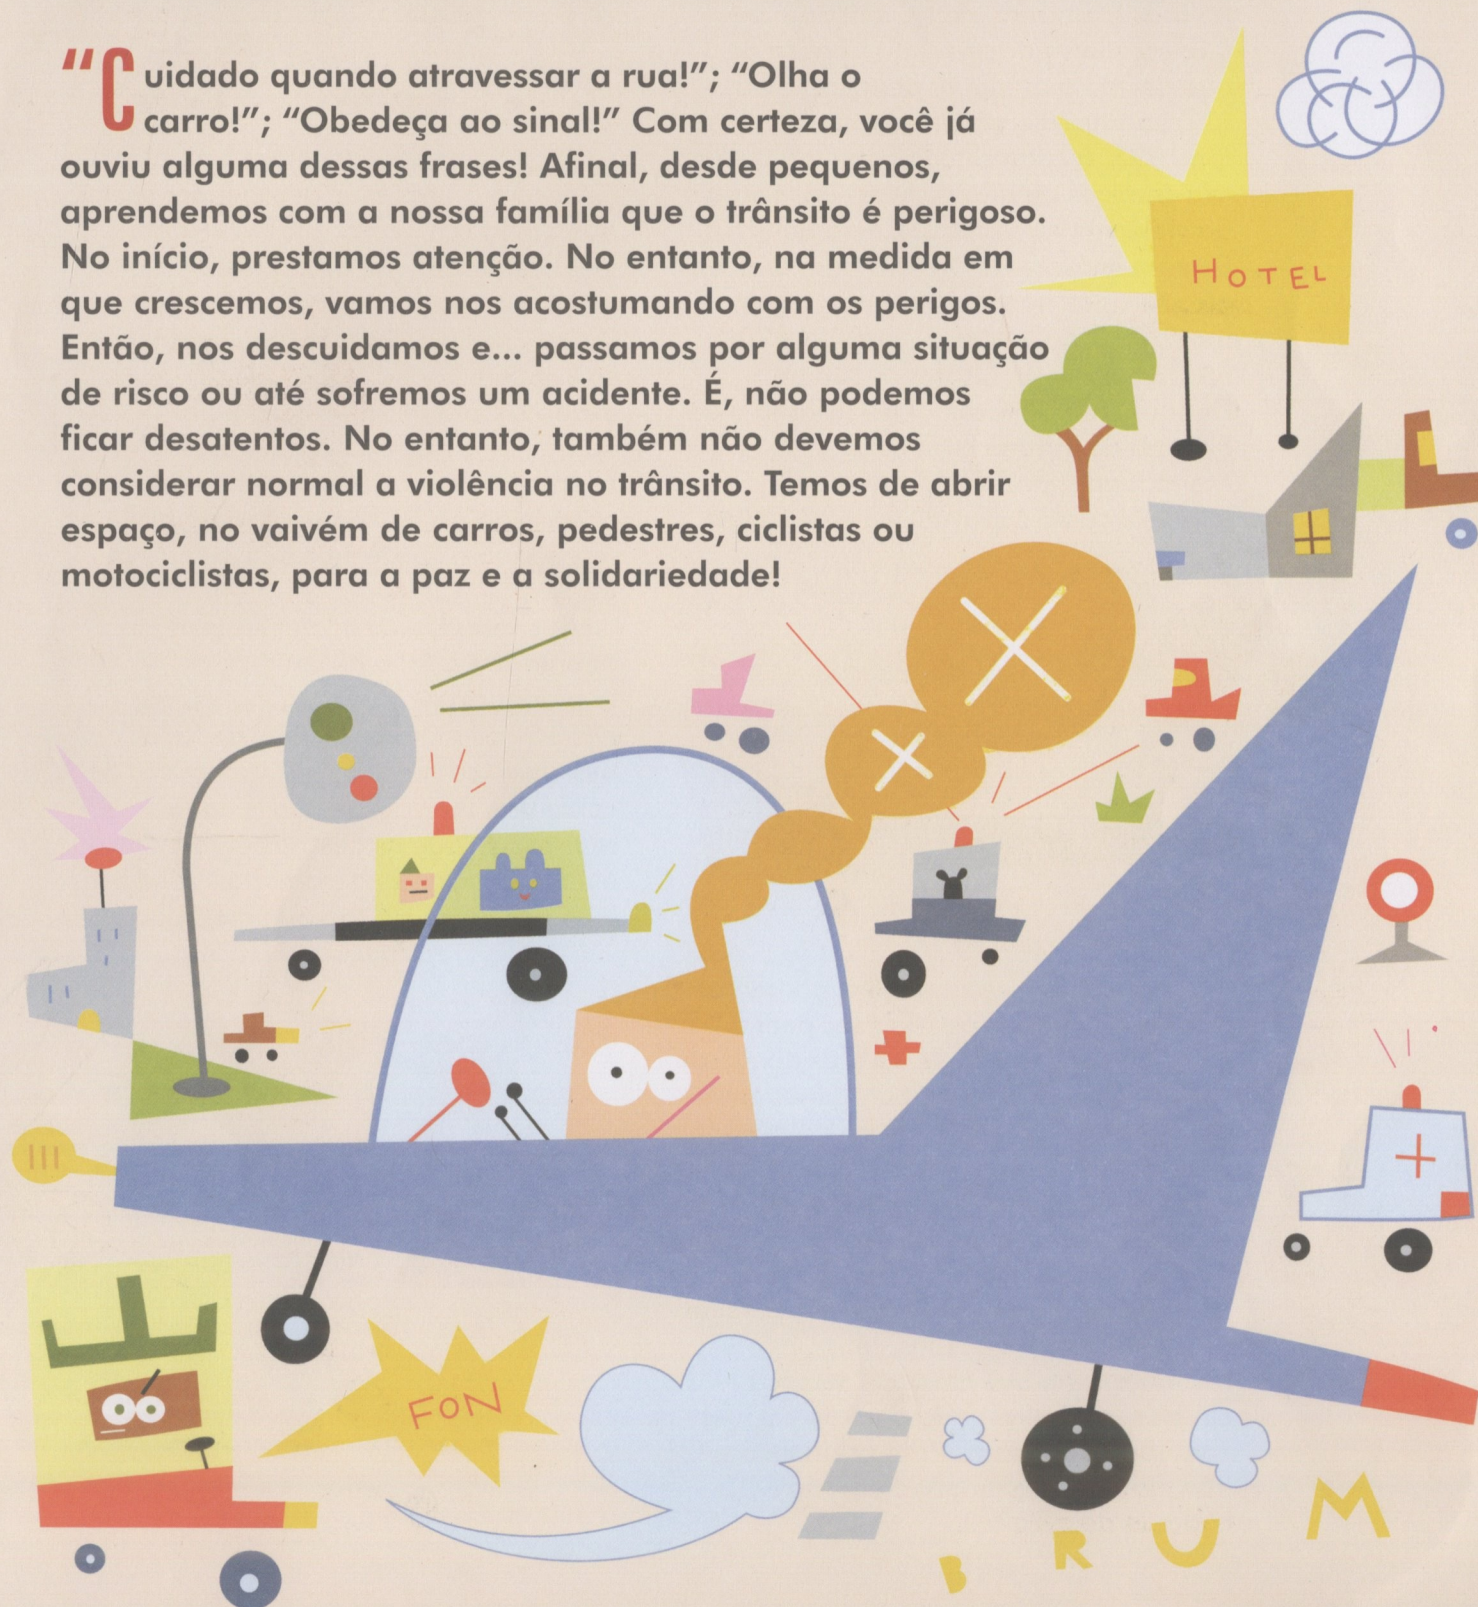 “Cuidado quando atravessar a rua!”; “Olha o
carro!”; “Obedeça ao sinal!” Com certeza, você já
ouviu alguma dessas frases! Afinal, desde pequenos,
aprendemos com a nossa família que o trânsito é perigoso.
No início, prestamos atenção. No entanto, na medida em
que crescemos, vamos nos acostumando com os perigos.
Então, nos descuidamos e... passamos por alguma situação
de risco ou até sofremos um acidente. É, não podemos
ficar desatentos. No entanto, também não devemos
considerar normal a violência no trânsito. Temos de abrir
espaço, no vaivém de carros, pedestres, ciclistas ou
motociclistas, para a paz e a solidariedade!
HOTEL
FON
BRUM